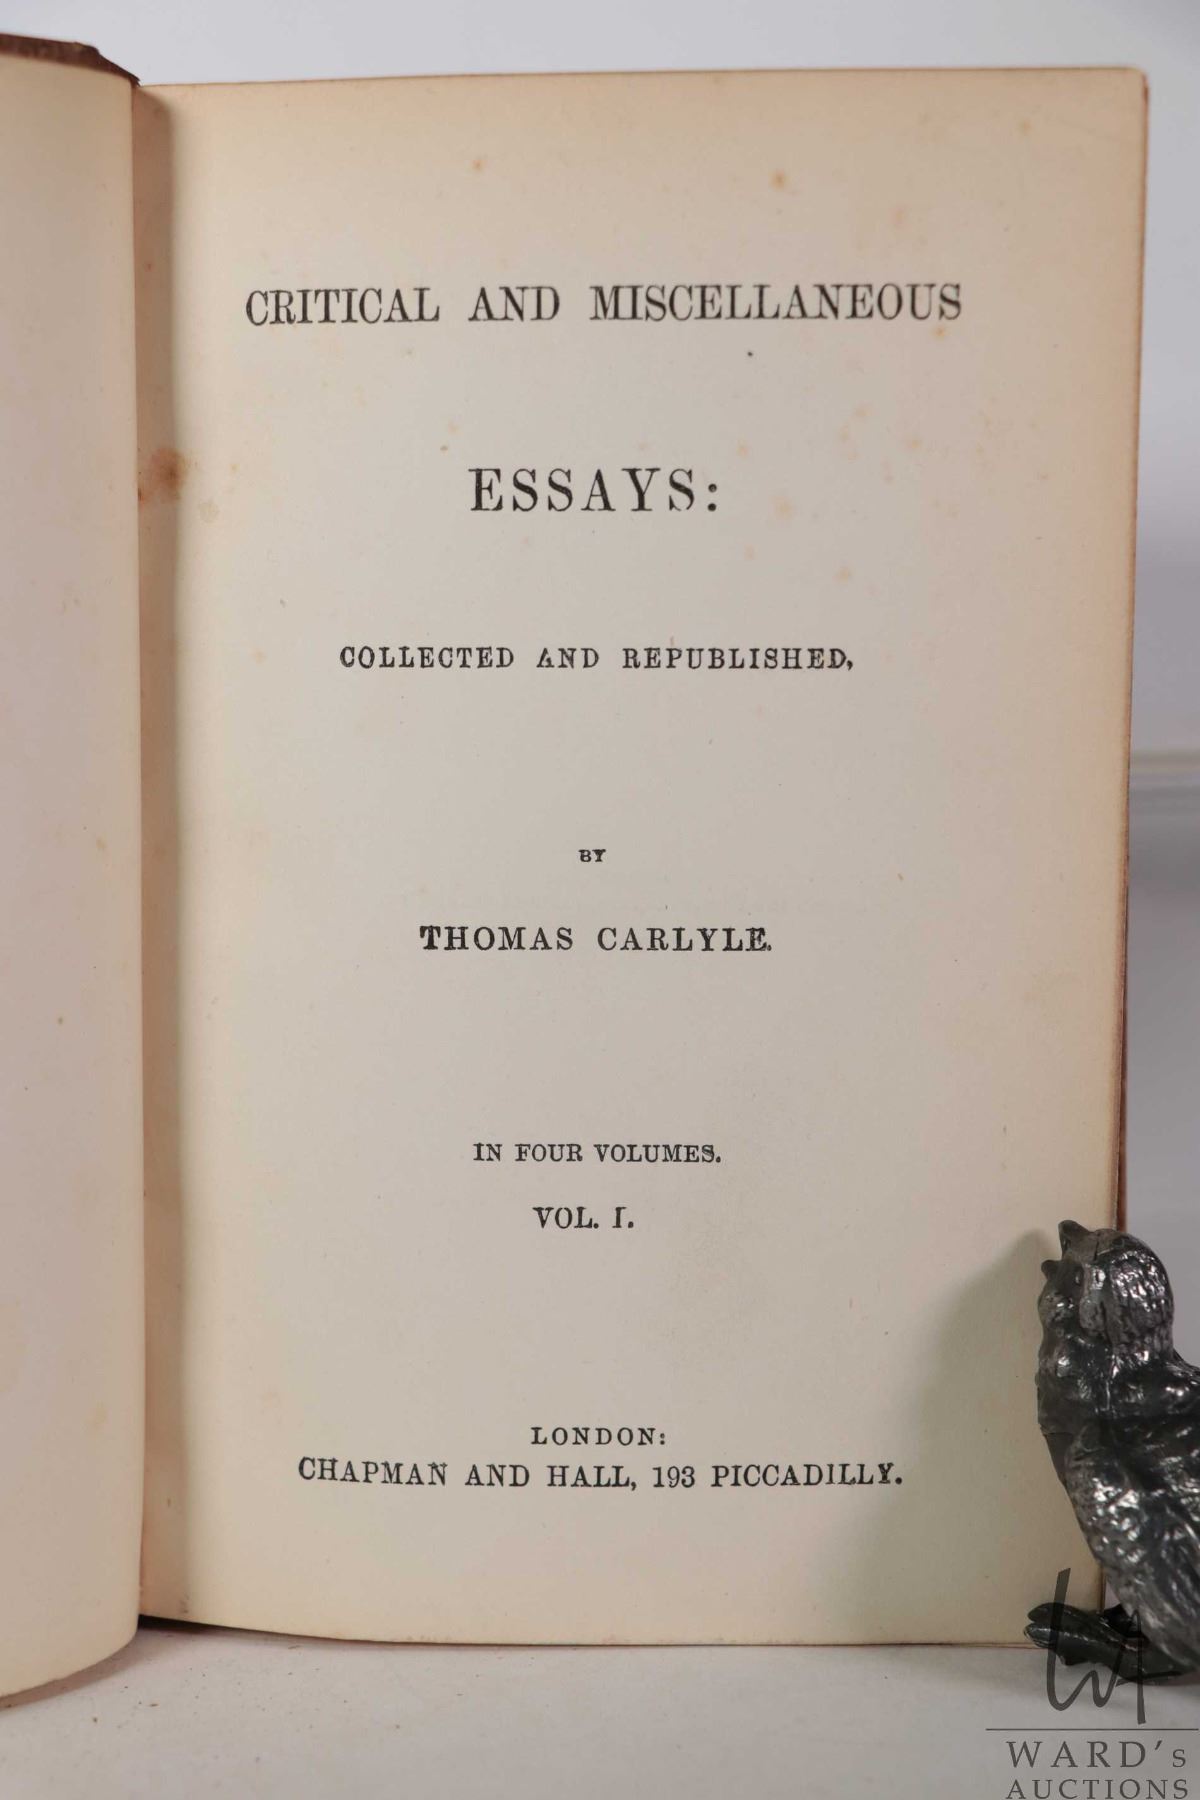 CRITICAL AND MISCELLANEOUS
ESSAYS:
COLLECTED AND REPUBLISHED,
BY
THOMAS CARLYLE.
IN FOUR VOLUMES.
VOL. I.
LONDON:
CHAPMAN AND HALL, 193 PICCADILLY.
WA
WARD's
AUCTIONS